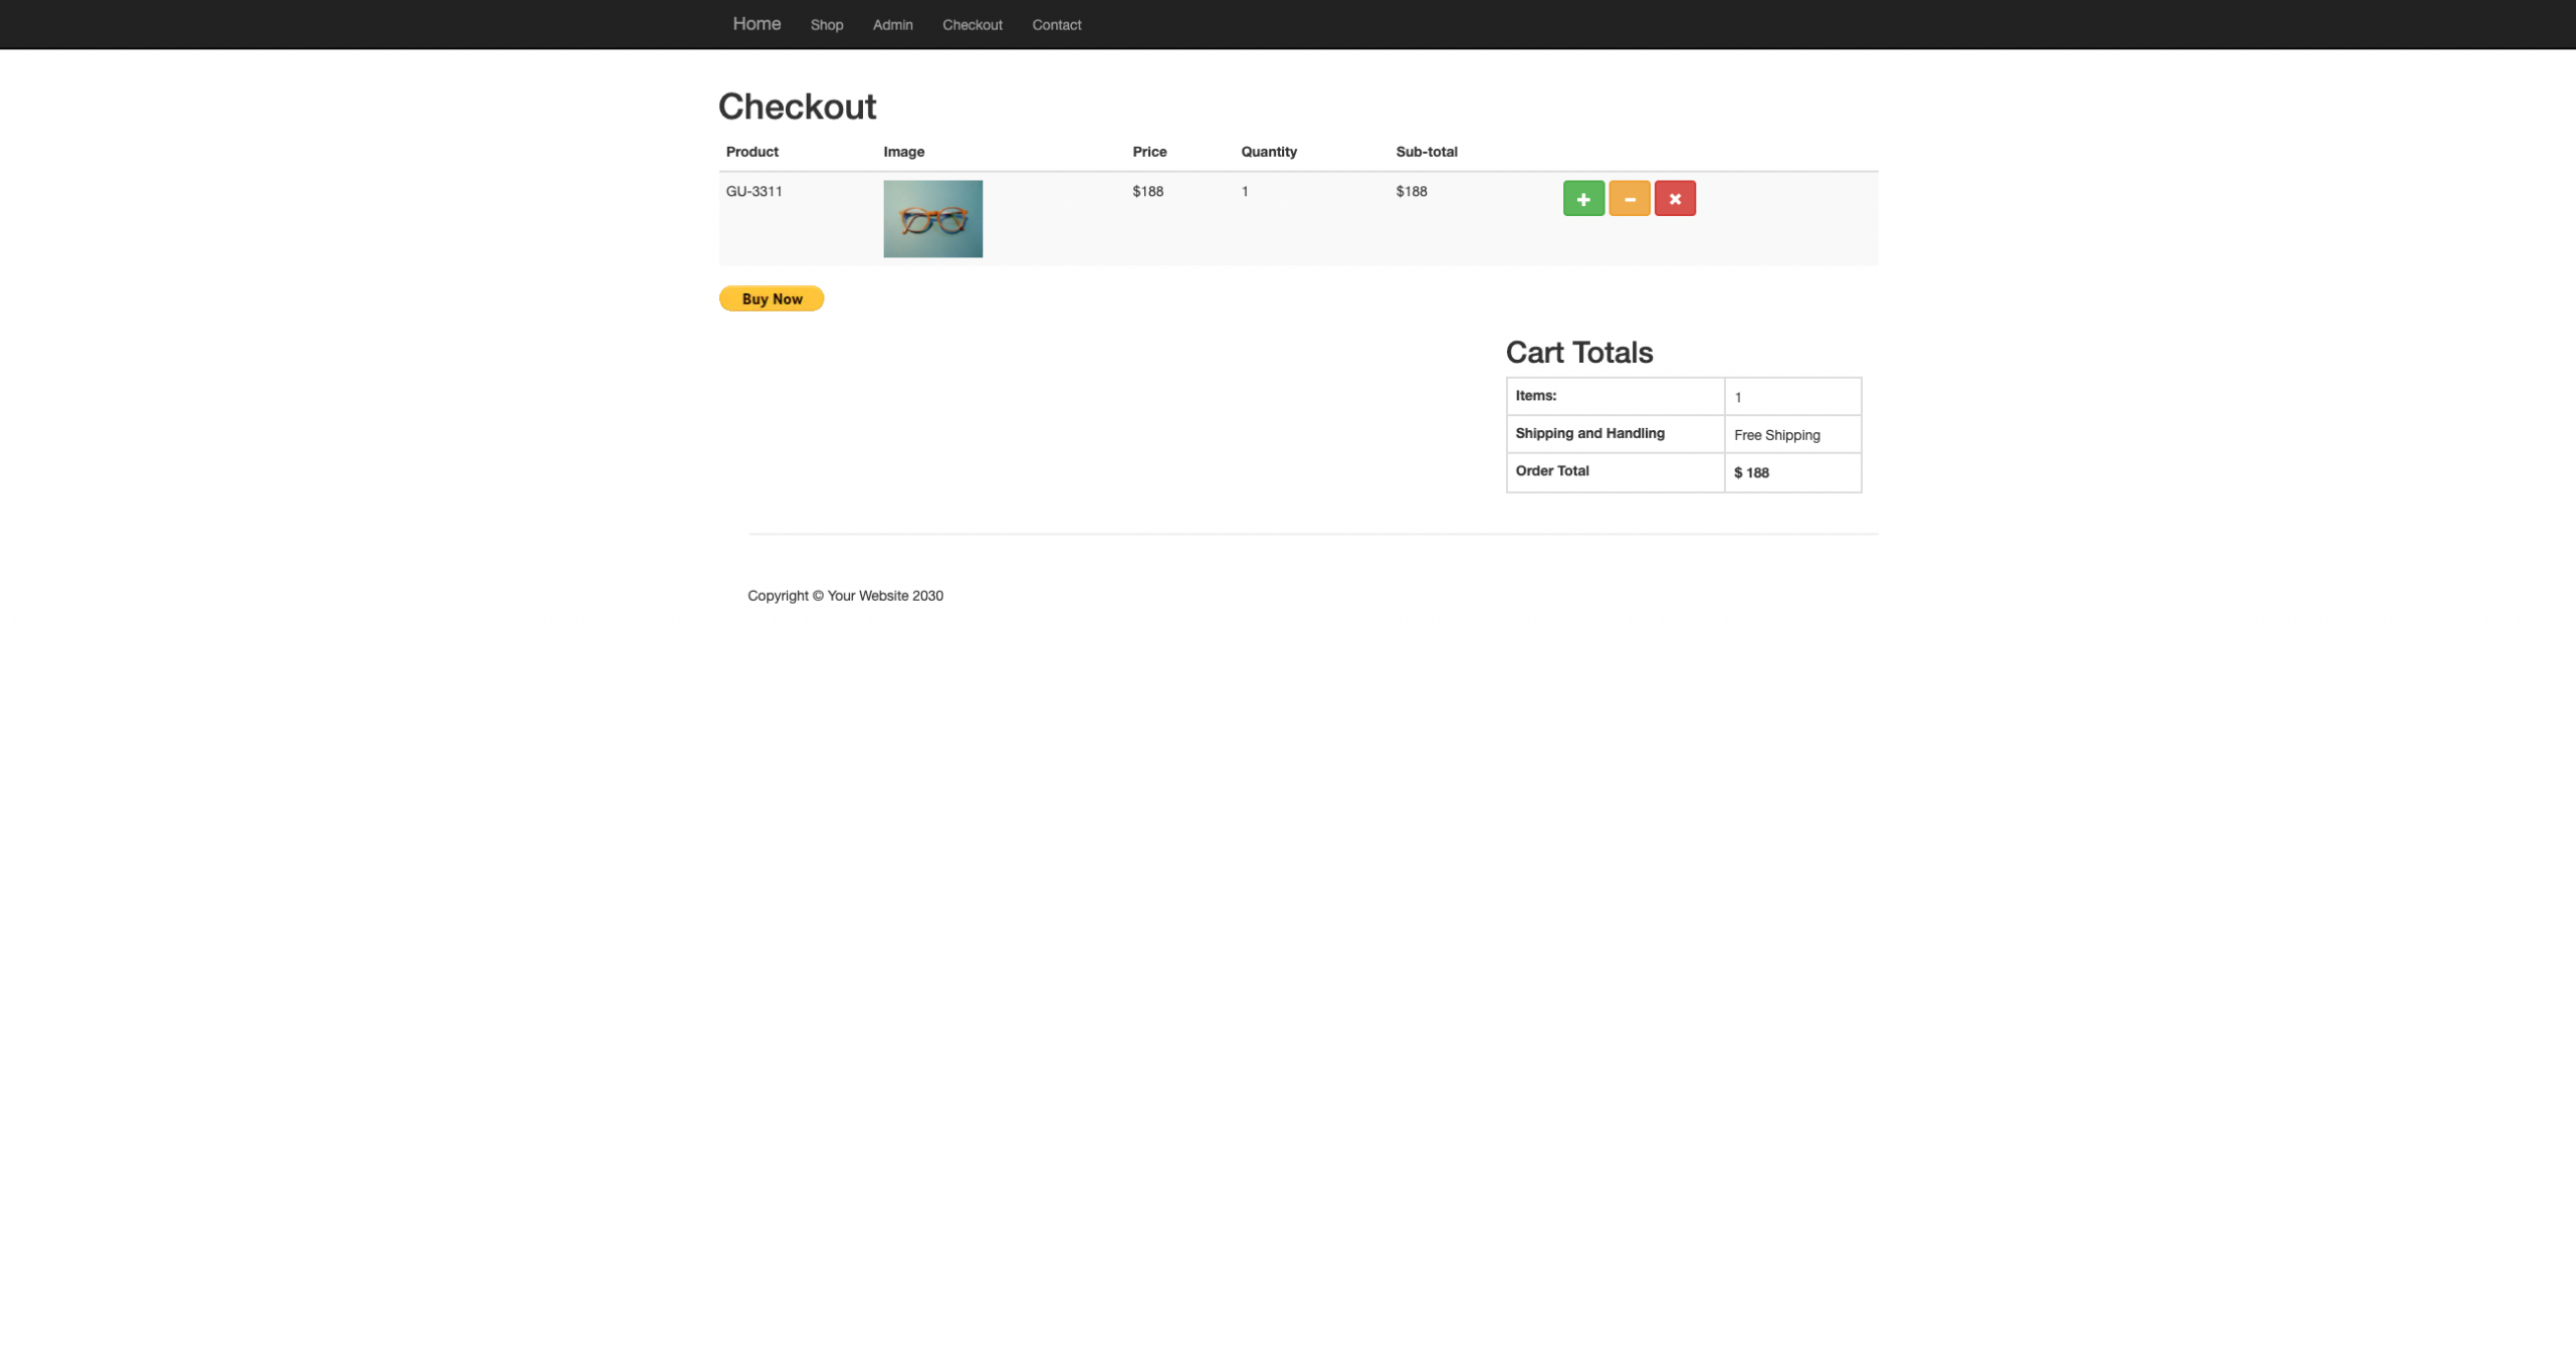 Home Shop Admin Checkout Contact
Checkout
Product Image Price Quantity Sub-total
GU-3311 $188 1 $188
Buy Now
Cart Totals
Items: 1
Shipping and Handling Free Shipping
Order Total $ 188
Copyright © Your Website 2030